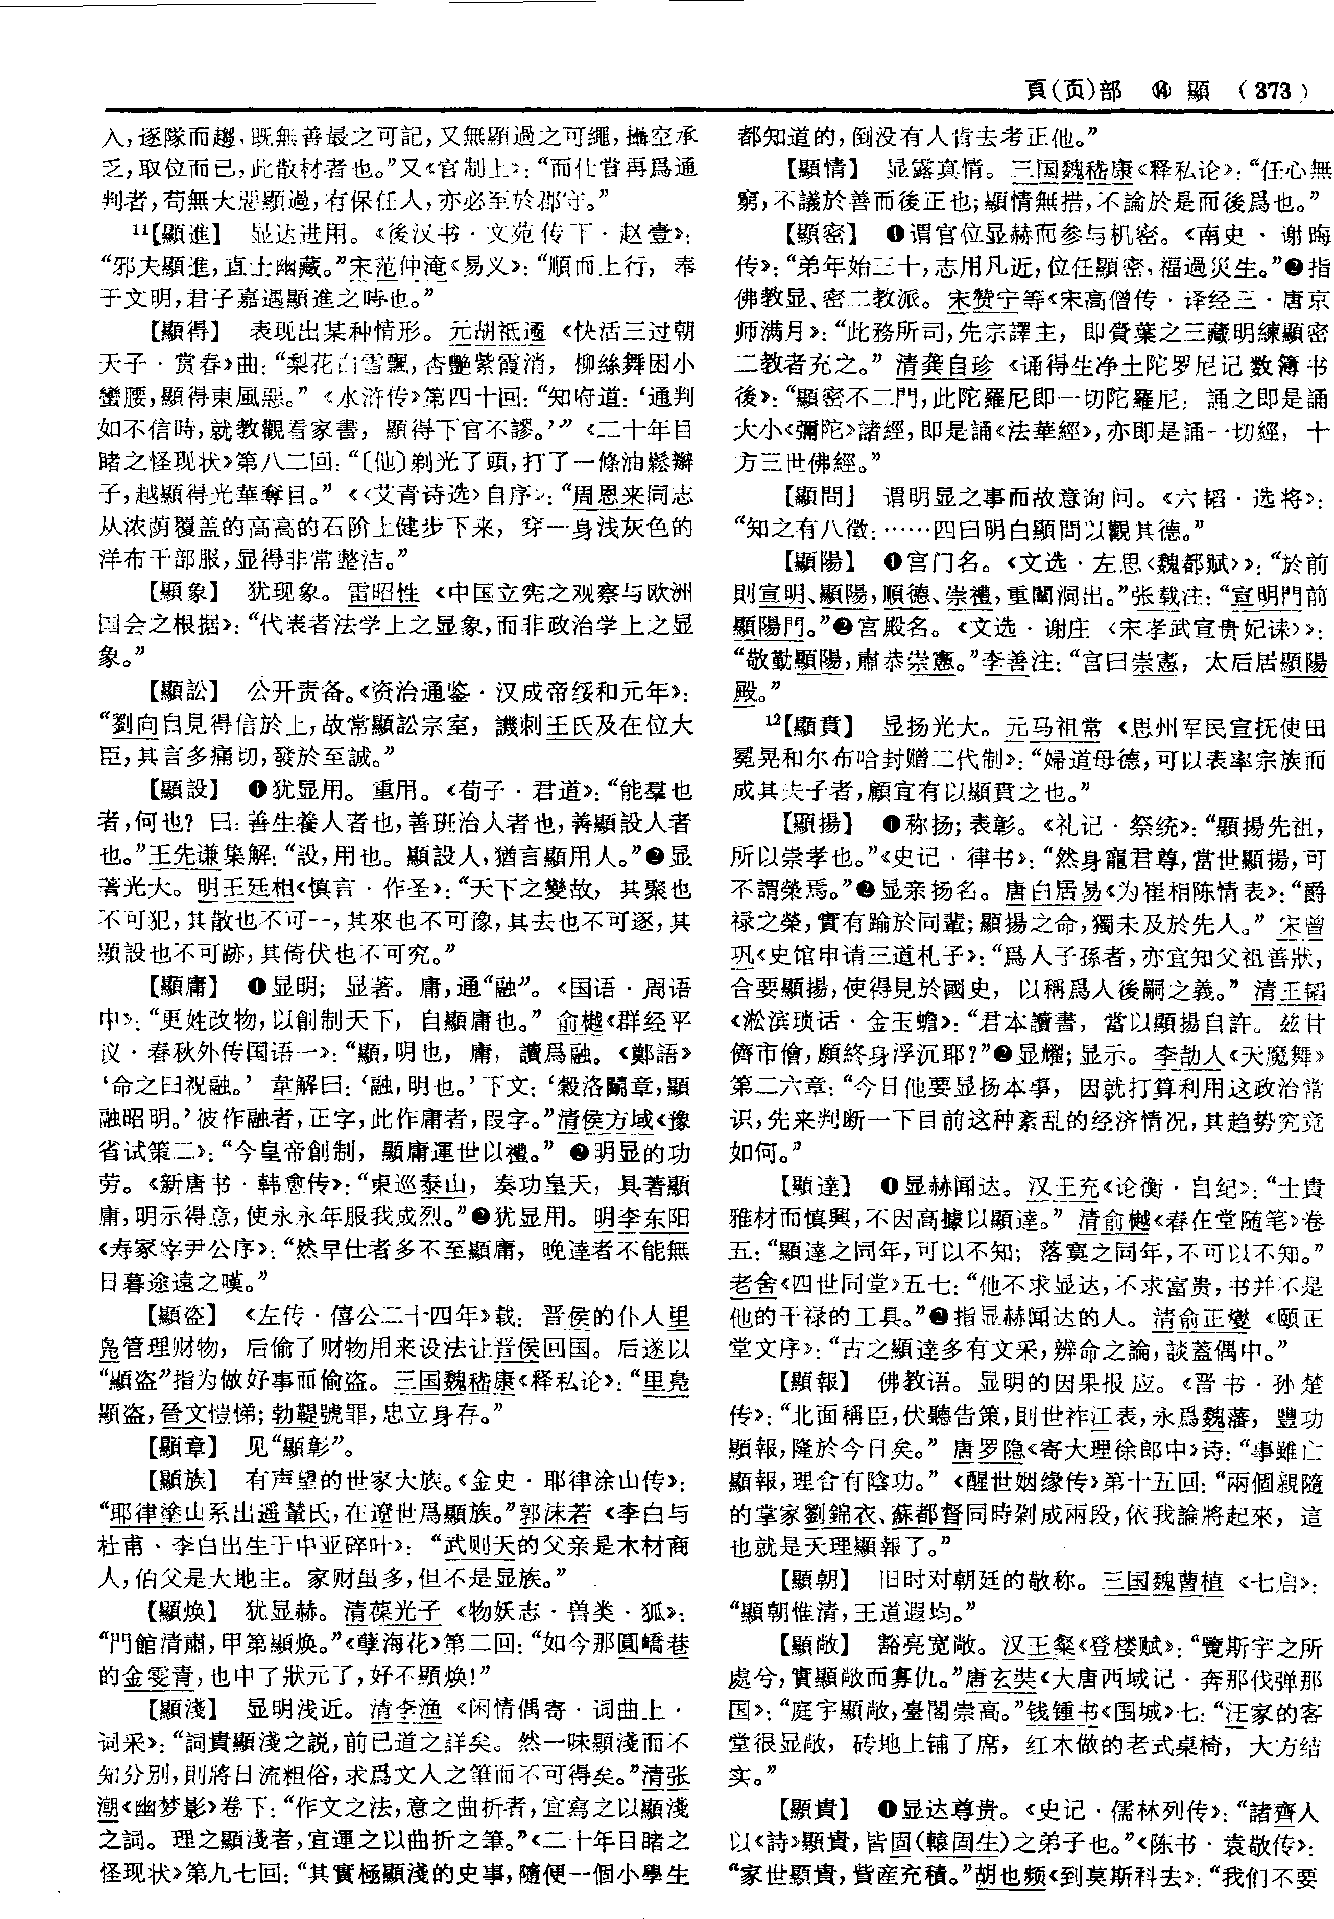 頁(页)部 ⑭ 顯 (373)
入,逐隊而趨,既無善最之可記,又無顯過之可繩,攝空承
乏,取位而已,此散材者也。”又《官制上》:“而仕嘗再爲通
判者,苟無大惡顯過,有保任人,亦必至於郡守。”
11【顯進】 显达进用。《後汉书·文苑传下·赵壹》:
“邪夫顯進,直士幽藏。”宋范仲淹《易义》:“順而上行,奉
于文明,君子嘉遇顯進之時也。”
【顯得】 表现出某种情形。元胡祗遹《快活三过朝
天子·赏春》曲:“梨花白雪飄,杏艷紫霞消,柳絲舞困小
蠻腰,顯得東風惡。”《水浒传》第四十回:“知府道:‘通判
如不信時,就教觀看家書,顯得下官不謬。’”《二十年目
睹之怪现状》第八二回:“〔他〕剃光了頭,打了一條油鬆辮
子,越顯得光華奪目。”《〈艾青诗选〉自序》:“周恩来同志
从浓荫覆盖的高高的石阶上健步下来,穿一身浅灰色的
洋布干部服,显得非常整洁。”
【顯象】 犹现象。雷昭性《中国立宪之观察与欧洲
国会之根据》:“代表者法学上之显象,而非政治学上之显
象。”
【顯訟】 公开责备。《资治通鉴·汉成帝绥和元年》:
“劉向自見得信於上,故常顯訟宗室,譏刺王氏及在位大
臣,其言多痛切,發於至誠。”
【顯設】 ❶犹显用。重用。《荀子·君道》:“能羣也
者,何也?曰:善生養人者也,善班治人者也,善顯設人者
也。”王先谦集解:“設,用也。顯設人,猶言顯用人。”❷显
著光大。明王廷相《慎言·作圣》:“天下之變故,其聚也
不可犯,其散也不可一,其來也不可豫,其去也不可逐,其
顯設也不可跡,其倚伏也不可究。”
【顯庸】 ❶显明;显著。庸,通“融”。《国语·周语
中》:“更姓改物,以創制天下,自顯庸也。”俞樾《群经平
议·春秋外传国语一》:“顯,明也,庸,讀爲融。《鄭語》
‘命之曰祝融。’韋解曰:‘融,明也。’下文:‘穀洛鬭章,顯
融昭明。’彼作融者,正字,此作庸者,叚字。”清侯方域《豫
省试策二》:“今皇帝創制,顯庸運世以禮。”❷明显的功
劳。《新唐书·韩愈传》:“東巡泰山,奏功皇天,具著顯
庸,明示得意,使永永年服我成烈。”❸犹显用。明李东阳
《寿冢宰尹公序》:“然早仕者多不至顯庸,晚達者不能無
日暮途遠之嘆。”
【顯盜】 《左传·僖公二十四年》载:晋侯的仆人里
凫管理财物,后偷了财物用来设法让晋侯回国。后遂以
“顯盜”指为做好事而偷盗。三国魏嵇康《释私论》:“里凫
顯盜,晉文愷悌;勃鞮號罪,忠立身存。”
【顯章】 见“顯彰”。
【顯族】 有声望的世家大族。《金史·耶律涂山传》:
“耶律塗山系出遥輦氏,在遼世爲顯族。”郭沫若《李白与
杜甫·李白出生于中亚碎叶》:“武则天的父亲是木材商
人,伯父是大地主。家财虽多,但不是显族。”
【顯煥】 犹显赫。清葆光子《物妖志·兽类·狐》:
“門館清肅,甲第顯煥。”《孽海花》第二回:“如今那圓嶠巷
的金雯青,也中了狀元了,好不顯煥!”
【顯淺】 显明浅近。清李渔《闲情偶寄·词曲上·
词采》:“詞貴顯淺之説,前已道之詳矣。然一味顯淺而不
知分别,則將日流粗俗,求爲文人之筆而不可得矣。”清张
潮《幽梦影》卷下:“作文之法,意之曲折者,宜寫之以顯淺
之詞。理之顯淺者,宜運之以曲折之筆。”《二十年目睹之
怪现状》第九七回:“其實極顯淺的史事,隨便一個小學生
都知道的,倒没有人肯去考正他。”
【顯情】 显露真情。三国魏嵇康《释私论》:“任心無
窮,不議於善而後正也;顯情無措,不論於是而後爲也。”
【顯密】 ❶谓官位显赫而参与机密。《南史·谢晦
传》:“弟年始三十,志用凡近,位任顯密,福過災生。”❷指
佛教显、密二教派。宋赞宁等《宋高僧传·译经三·唐京
师满月》:“此務所司,先宗譯主,即賫葉之三藏明練顯密
二教者充之。”清龚自珍《诵得生净土陀罗尼记数簿书
後》:“顯密不二門,此陀羅尼即一切陀羅尼;誦之即是誦
大小《彌陀》諸經,即是誦《法華經》,亦即是誦一切經,十
方三世佛經。”
【顯問】 谓明显之事而故意询问。《六韬·选将》:
“知之有八徵:……四曰明白顯問以觀其德。”
【顯陽】 ❶宫门名。《文选·左思〈魏都赋〉》:“於前
則宣明、顯陽,順德、崇禮,重闈洞出。”张载注:“宣明門前
顯陽門。”❷宫殿名。《文选·谢庄〈宋孝武宣贵妃诔〉》:
“敬勤顯陽,肅恭崇憲。”李善注:“宫曰崇憲,太后居顯陽
殿。”
12【顯賁】 显扬光大。元马祖常《思州军民宣抚使田
冕晃和尔布哈封赠二代制》:“婦道母德,可以表率宗族而
成其夫子者,顧宜有以顯賁之也。”
【顯揚】 ❶称扬;表彰。《礼记·祭统》:“顯揚先祖,
所以崇孝也。”《史记·律书》:“然身寵君尊,當世顯揚,可
不謂榮焉。”❷显亲扬名。唐白居易《为崔相陈情表》:“爵
禄之榮,實有踰於同輩;顯揚之命,獨未及於先人。”宋曾
巩《史馆申请三道札子》:“爲人子孫者,亦宜知父祖善狀,
合要顯揚,使得見於國史,以稱爲人後嗣之義。”清王韬
《淞滨琐话·金玉蟾》:“君本讀書,當以顯揚自許。兹甘
儕市儈,願終身浮沉耶?”❸显耀;显示。李劼人《天魔舞》
第二六章:“今日他要显扬本事,因就打算利用这政治常
识,先来判断一下目前这种紊乱的经济情况,其趋势究竟
如何。”
【顯達】 ❶显赫闻达。汉王充《论衡·自纪》:“士貴
雅材而慎興,不因高據以顯達。”清俞樾《春在堂随笔》卷
五:“顯達之同年,可以不知;落寞之同年,不可以不知。”
老舍《四世同堂》五七:“他不求显达,不求富贵,书并不是
他的干禄的工具。”❷指显赫闻达的人。清俞正燮《颐正
堂文序》:“古之顯達多有文采,辨命之論,談蓋偶中。”
【顯報】 佛教语。显明的因果报应。《晋书·孙楚
传》:“北面稱臣,伏聽告策,則世祚江表,永爲魏藩,豐功
顯報,隆於今日矣。”唐罗隐《寄大理徐郎中》诗:“事雖亡
顯報,理合有陰功。”《醒世姻缘传》第十五回:“兩個親隨
的掌家劉錦衣、蘇都督同時剁成兩段,依我論將起來,這
也就是天理顯報了。”
【顯朝】 旧时对朝廷的敬称。三国魏曹植《七启》:
“顯朝惟清,王道遐均。”
【顯敞】 豁亮宽敞。汉王粲《登楼赋》:“覽斯宇之所
處兮,實顯敞而寡仇。”唐玄奘《大唐西域记·奔那伐弹那
国》:“庭宇顯敞,臺閣崇高。”钱锺书《围城》七:“汪家的客
堂很显敞,砖地上铺了席,红木做的老式桌椅,大方结
实。”
【顯貴】 ❶显达尊贵。《史记·儒林列传》:“諸齊人
以《詩》顯貴,皆固(轅固生)之弟子也。”《陈书·袁敬传》:
“家世顯貴,貲産充積。”胡也频《到莫斯科去》:“我们不要